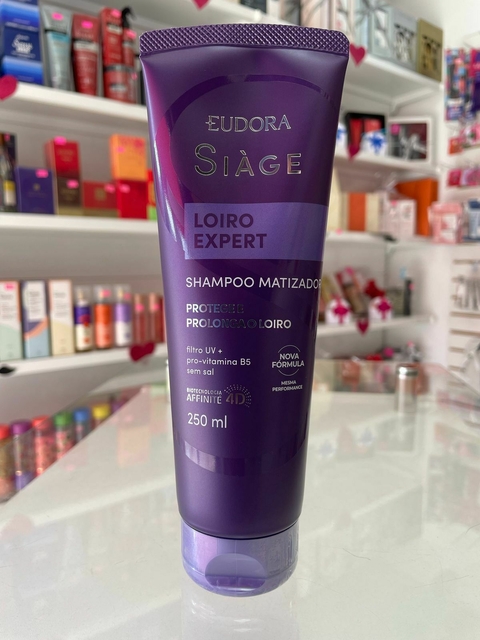 EUDORA
SIÀGE
LOIRO
EXPERT
SHAMPOO MATIZADOR
PROTEGE E
PROLONGA O LOIRO
filtro UV +
pro-vitamina B5
sem sal
NOVA
FÓRMULA
MESMA
PERFORMANCE
BIOTECNOLOGIA
AFFINITÉ 4D
250 ml